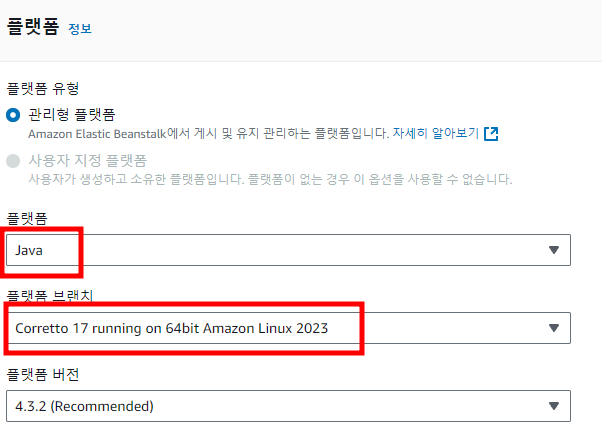 플랫폼 정보
플랫폼 유형
관리형 플랫폼
Amazon Elastic Beanstalk에서 게시 및 유지 관리하는 플랫폼입니다. 자세히 알아보기
사용자 지정 플랫폼
사용자가 생성하고 소유한 플랫폼입니다. 플랫폼이 없는 경우 이 옵션을 사용할 수 없습니다.
플랫폼
Java
플랫폼 브랜치
Corretto 17 running on 64bit Amazon Linux 2023
플랫폼 버전
4.3.2 (Recommended)